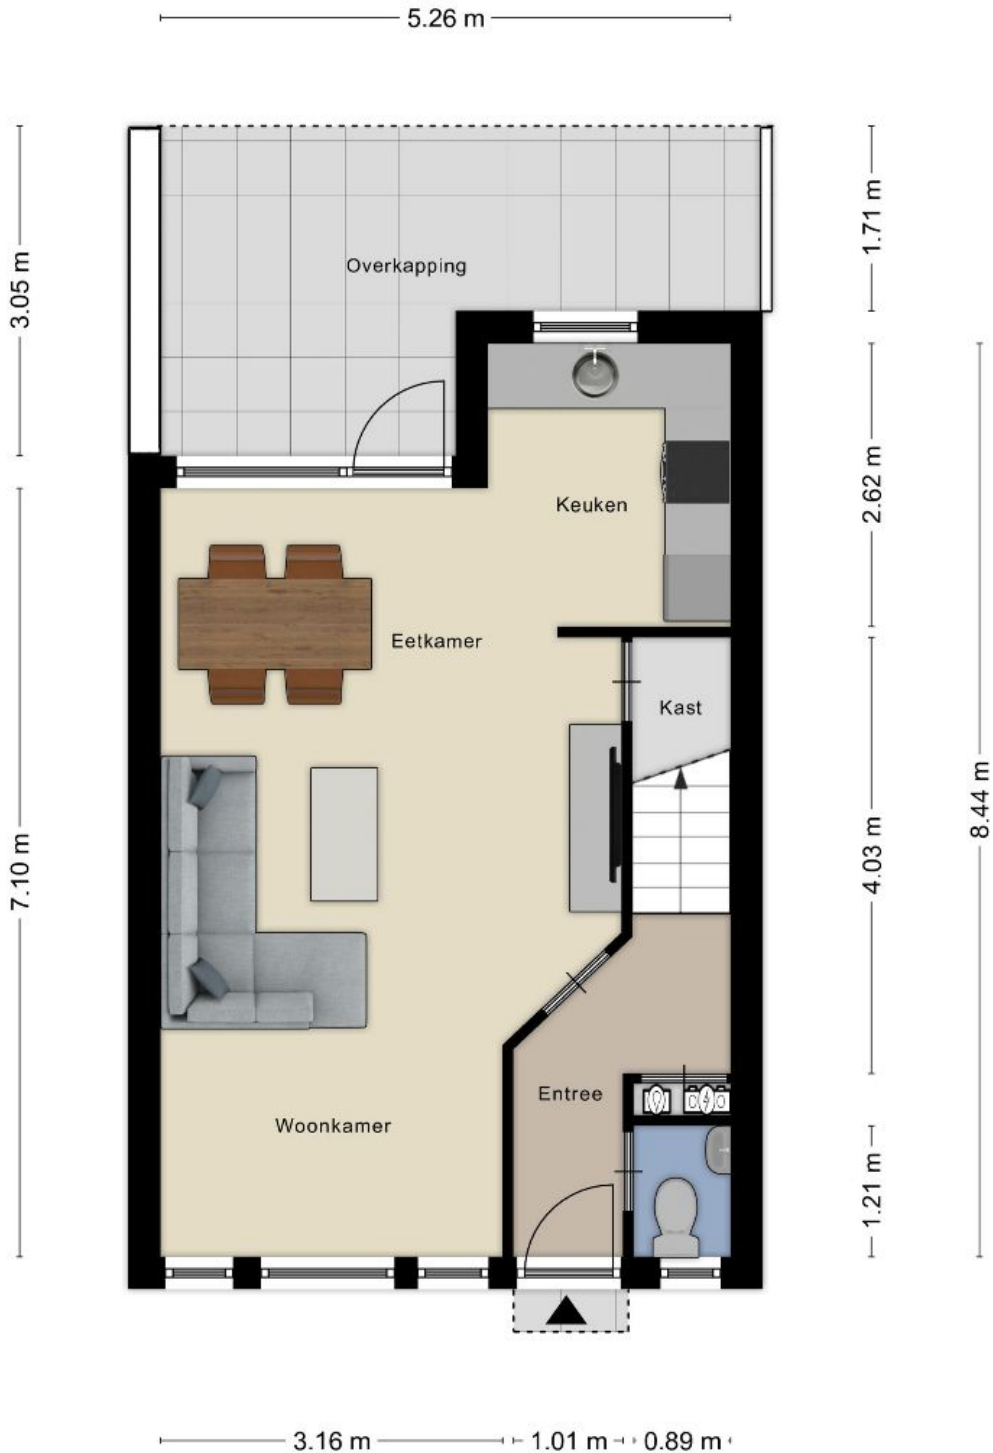 5.26 m
1.71 m
3.05 m
Overkapping
2.62 m
Keuken
Eetkamer
Kast
8.44 m
7.10 m
4.03 m
Entree
Woonkamer
1.21 m
3.16 m
1.01 m
0.89 m